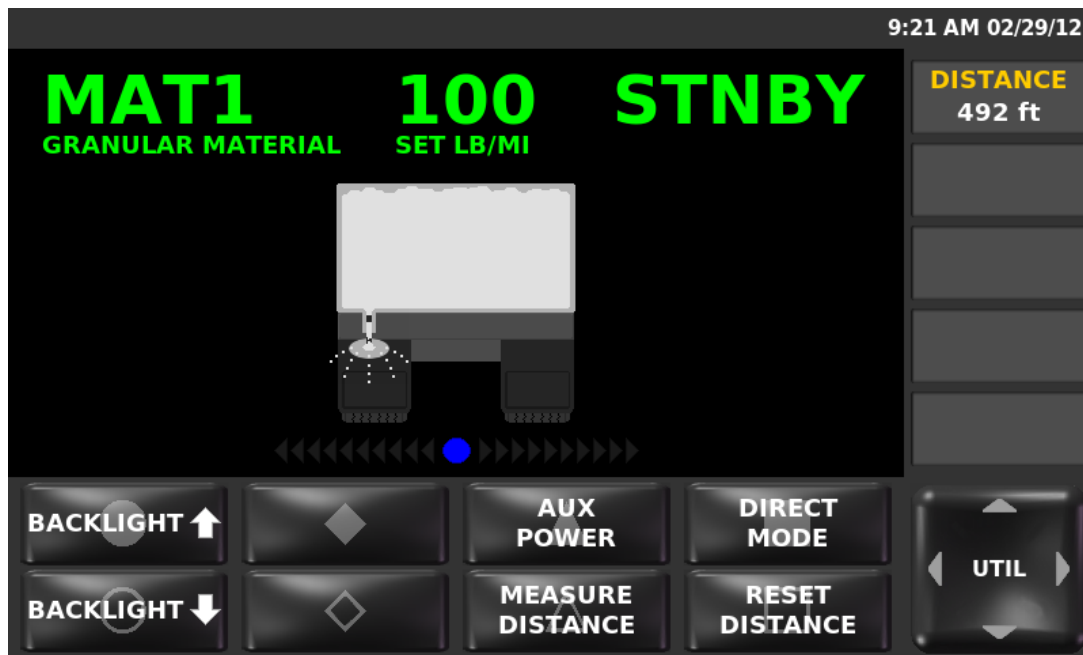 9:21 AM 02/29/12
MAT1 100 STNBY
GRANULAR MATERIAL SET LB/MI
DISTANCE
492 ft
BACKLIGHT
AUX
POWER
DIRECT
MODE
BACKLIGHT
MEASURE
DISTANCE
RESET
DISTANCE
UTIL